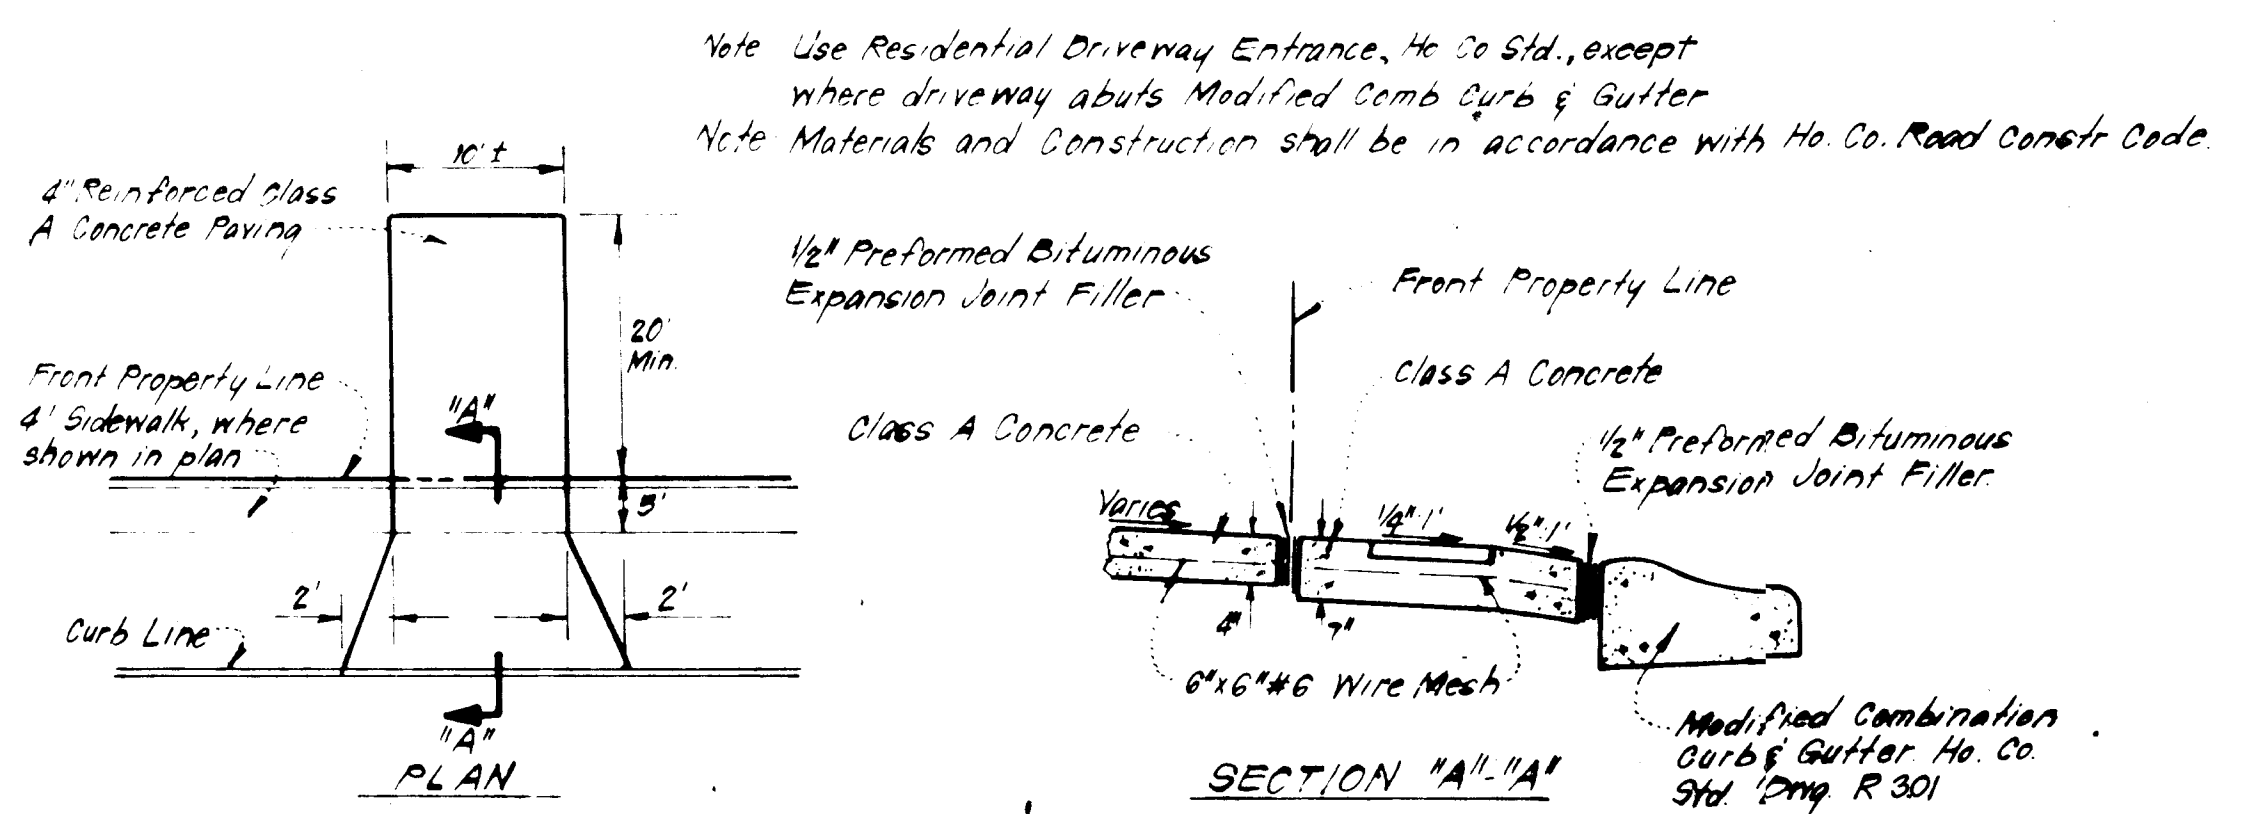 Note Use Residential Driveway Entrance, Ho Co Std., except
where driveway abuts Modified Comb Curb & Gutter
Note Materials and Construction shall be in accordance with Ho. Co. Road Constr Code.
10' ±
4" Reinforced Class
A Concrete Paving
20'
Min.
Front Property Line
4' Sidewalk, where
shown in plan
"A"
5'
2'
2'
Curb Line
"A"
PLAN
1/2" Preformed Bituminous
Expansion Joint Filler
Front Property Line
Class A Concrete
Class A Concrete
1/2" Preformed Bituminous
Expansion Joint Filler
Varies
1/4" 1'
1/2" 1'
4"
7"
6"x6"#6 Wire Mesh
Modified Combination
Curb & Gutter Ho. Co.
Std. Dwg. R 3.01
SECTION "A"-"A"